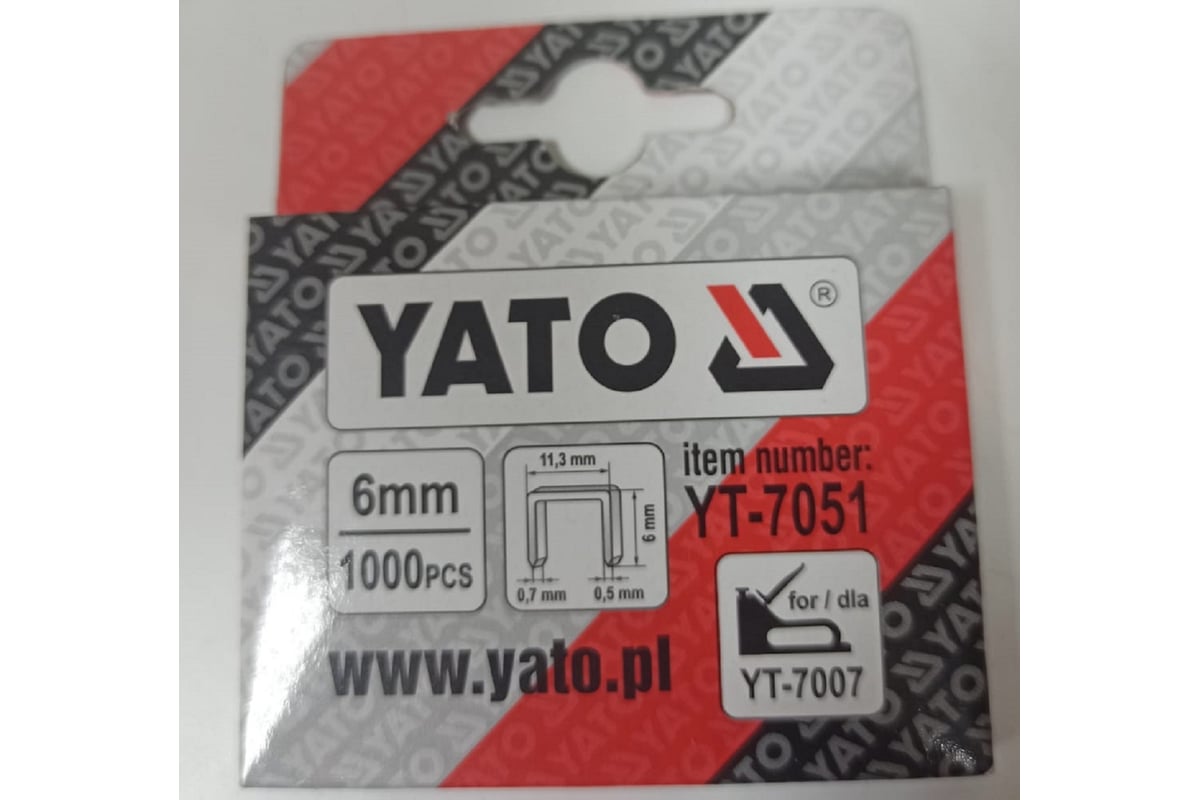 YATO ®
6mm
1000PCS
11,3 mm
6 mm
0,7 mm
0,5 mm
item number:
YT-7051
for / dla
YT-7007
www.yato.pl